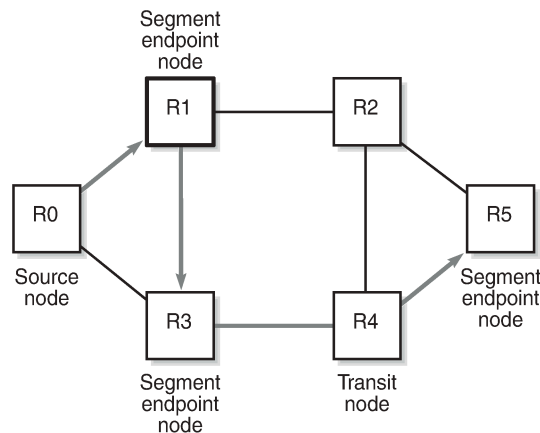 Segment
endpoint
node
R1
R2
R0
R5
Source
node
Segment
endpoint
node
R3
R4
Segment
endpoint
node
Transit
node